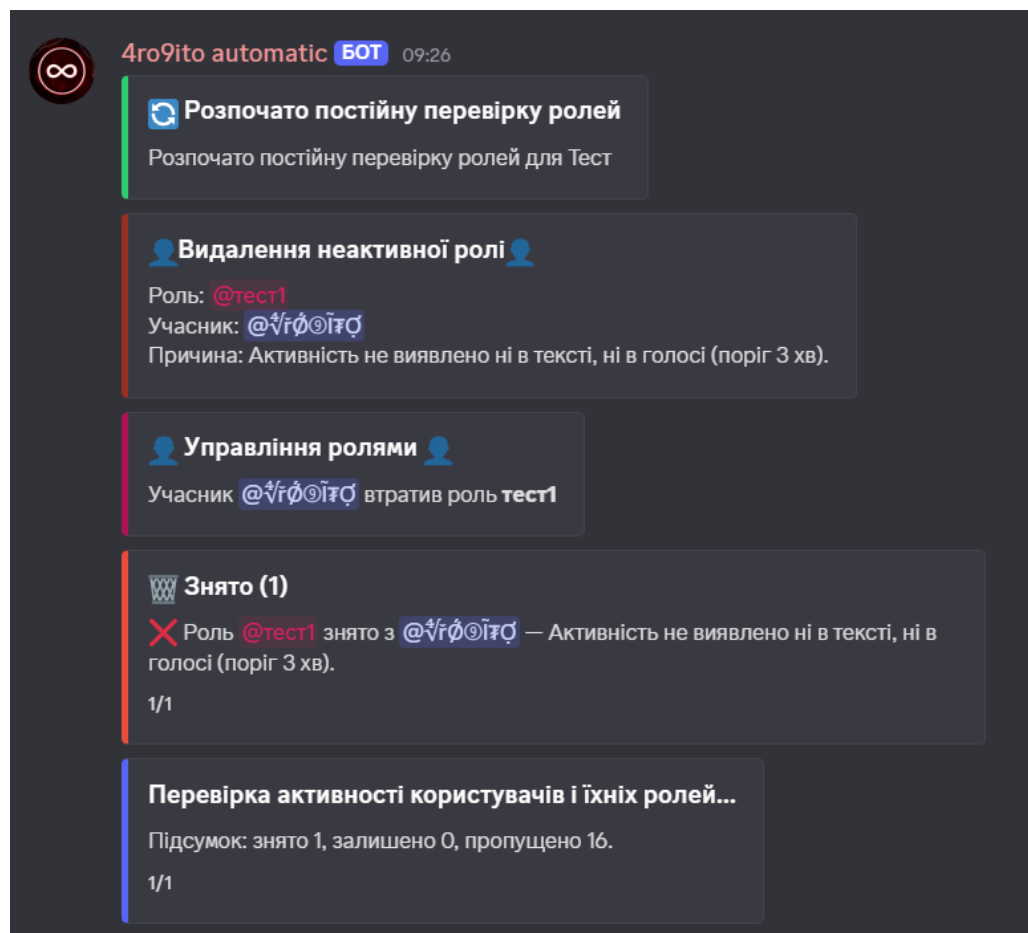 4ro9ito automatic БОТ 09:26
Розпочато постійну перевірку ролей
Розпочато постійну перевірку ролей для Тест
Видалення неактивної ролі
Роль: @тест1
Учасник:
Причина: Активність не виявлено ні в тексті, ні в голосі (поріг 3 хв).
Управління ролями
Учасник втратив роль тест1
Знято (1)
Роль @тест1 знято з — Активність не виявлено ні в тексті, ні в
голосі (поріг 3 хв).
1/1
Перевірка активності користувачів і їхніх ролей...
Підсумок: знято 1, залишено 0, пропущено 16.
1/1